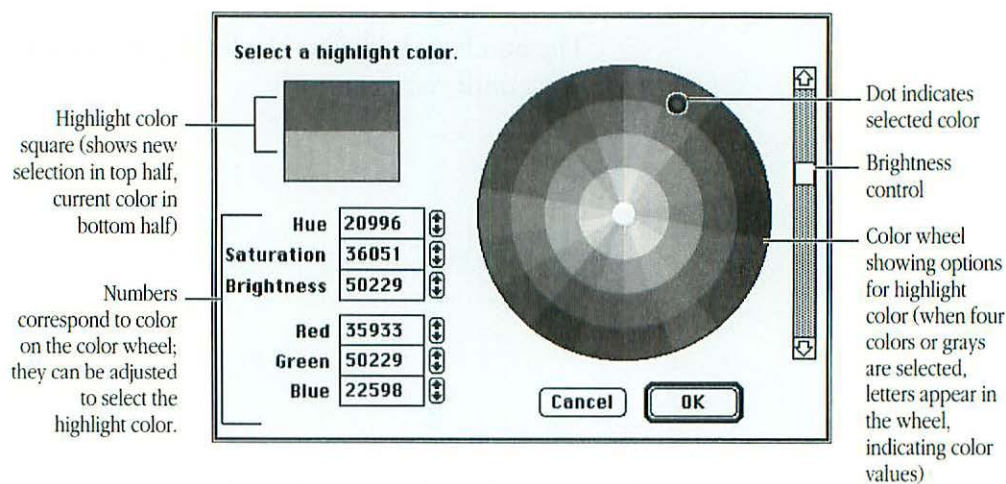 Select a highlight color.
Highlight color
square (shows new
selection in top half,
current color in
bottom half)
Numbers
correspond to color
on the color wheel;
they can be adjusted
to select the
highlight color.
Hue 20996
Saturation 36051
Brightness 50229
Red 35933
Green 50229
Blue 22598
Cancel
OK
Dot indicates
selected color
Brightness
control
Color wheel
showing options
for highlight
color (when four
colors or grays
are selected,
letters appear in
the wheel,
indicating color
values)